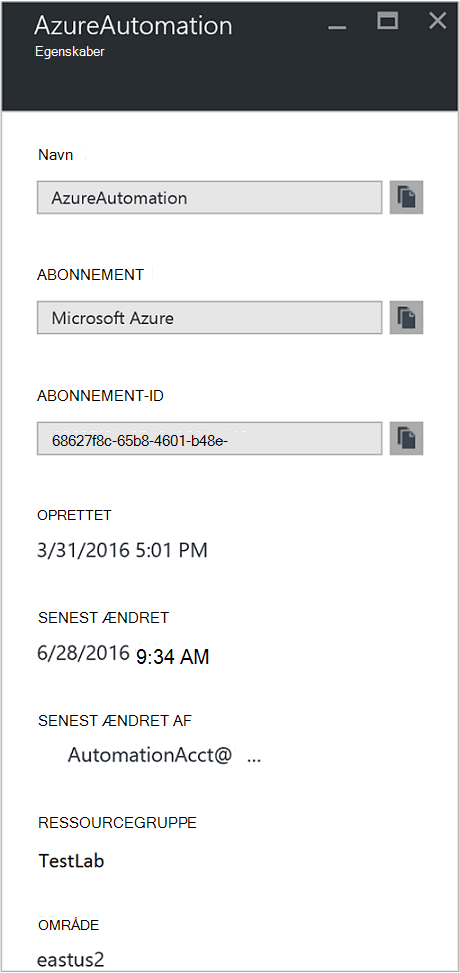 AzureAutomation
Egenskaber
Navn
AzureAutomation
ABONNEMENT
Microsoft Azure
ABONNEMENT-ID
68627f8c-65b8-4601-b48e-
OPRETTET
3/31/2016 5:01 PM
SENEST ÆNDRET
6/28/2016 9:34 AM
SENEST ÆNDRET AF
AutomationAcct@ ...
RESSOURCEGRUPPE
TestLab
OMRÅDE
eastus2